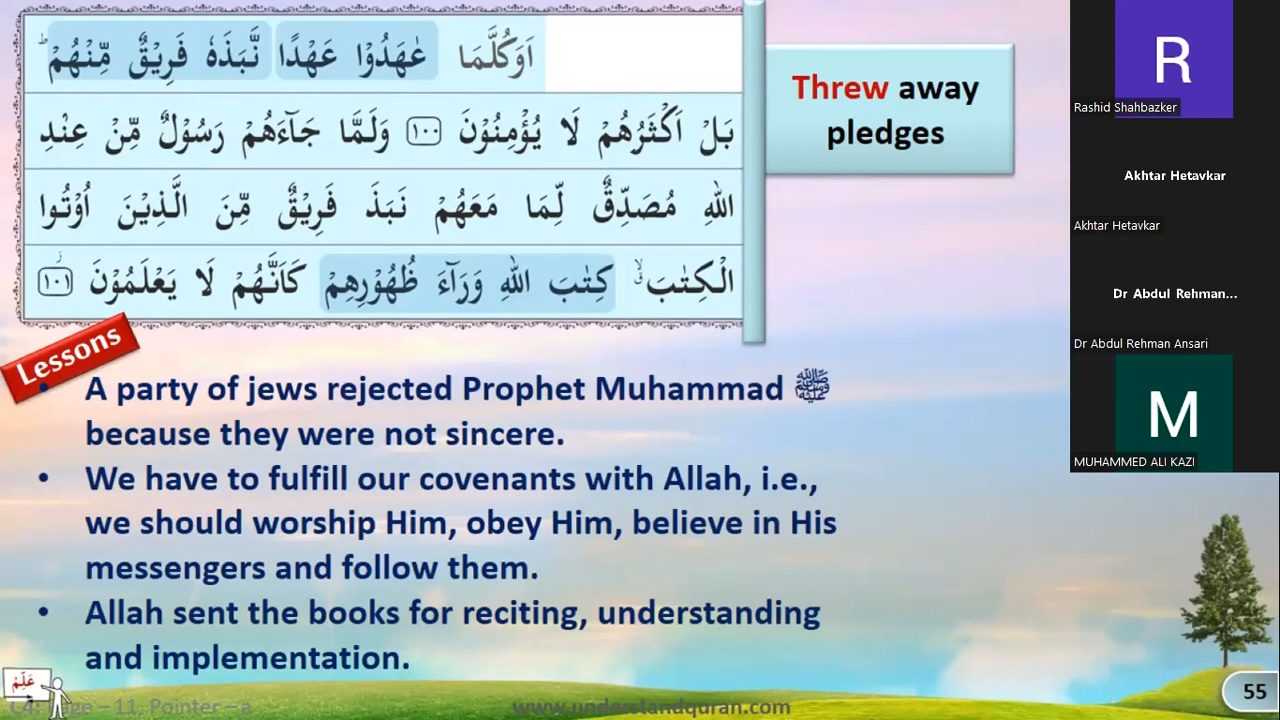 اَوَكُلَّمَا عٰهَدُوْا عَهْدًا نَّبَذَهٗ فَرِيْقٌ مِّنْهُمْ ؕ
بَلْ اَكْثَرُهُمْ لَا يُؤْمِنُوْنَ ١٠٠ وَلَمَّا جَآءَهُمْ رَسُوْلٌ مِّنْ عِنْدِ
اللّٰهِ مُصَدِّقٌ لِّمَا مَعَهُمْ نَبَذَ فَرِيْقٌ مِّنَ الَّذِيْنَ اُوْتُوا
الْكِتٰبَ ۙ كِتٰبَ اللّٰهِ وَرَآءَ ظُهُوْرِهِمْ كَاَنَّهُمْ لَا يَعْلَمُوْنَ ١٠١
Threw away
pledges
Lessons
• A party of jews rejected Prophet Muhammad ﷺ
because they were not sincere.
• We have to fulfill our covenants with Allah, i.e.,
we should worship Him, obey Him, believe in His
messengers and follow them.
• Allah sent the books for reciting, understanding
and implementation.
عَلِّمْ
Page – 11, Pointer – a
www.understandquran.com
55
R
Rashid Shahbazker
Akhtar Hetavkar
Akhtar Hetavkar
Dr Abdul Rehman...
Dr Abdul Rehman Ansari
M
MUHAMMED ALI KAZI